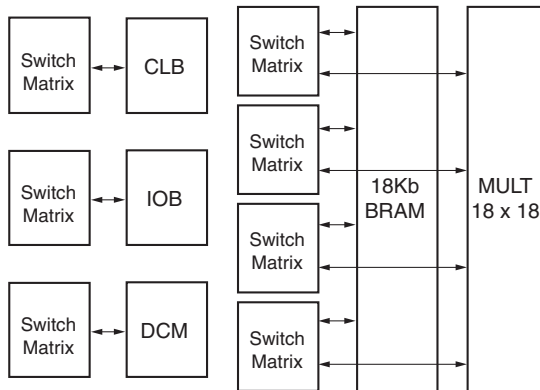 Switch
Matrix
CLB
Switch
Matrix
IOB
Switch
Matrix
DCM
Switch
Matrix
Switch
Matrix
Switch
Matrix
Switch
Matrix
18Kb
BRAM
MULT
18 x 18